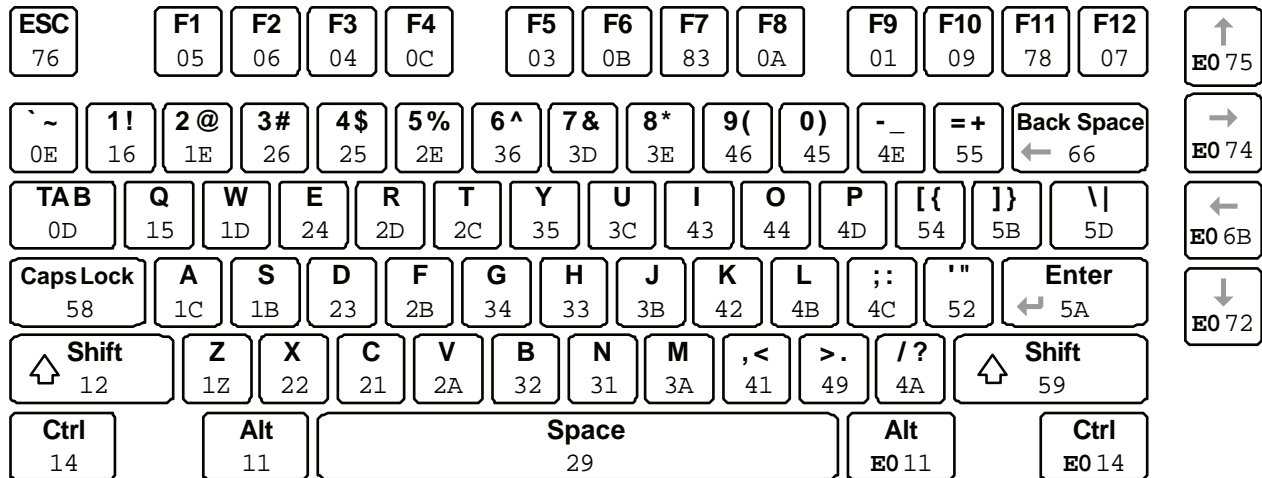 ESC F1 F2 F3 F4 F5 F6 F7 F8 F9 F10 F11 F12 ↑
76 05 06 04 0C 03 0B 83 0A 01 09 78 07 E0 75
` ~ 1 ! 2 @ 3 # 4 $ 5 % 6 ^ 7 & 8 * 9 ( 0 ) - _ = + Back Space →
0E 16 1E 26 25 2E 36 3D 3E 46 45 4E 55 ← 66 E0 74
TAB Q W E R T Y U I O P [ { ] } \ | ←
0D 15 1D 24 2D 2C 35 3C 43 44 4D 54 5B 5D E0 6B
Caps Lock A S D F G H J K L ; : ' " Enter ↓
58 1C 1B 23 2B 34 33 3B 42 4B 4C 52 ↵ 5A E0 72
Shift Z X C V B N M , < > . / ? Shift
12 1Z 22 21 2A 32 31 3A 41 49 4A 59
Ctrl Alt Space Alt Ctrl
14 11 29 E0 11 E0 14